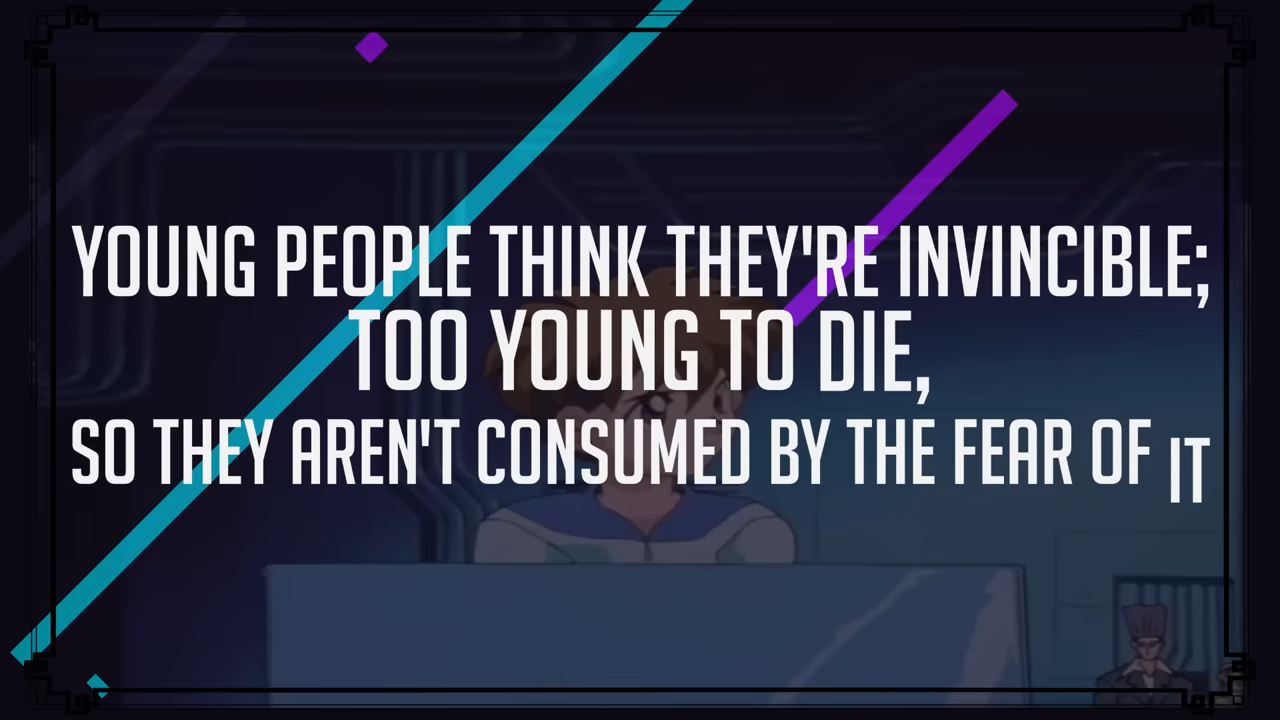 YOUNG PEOPLE THINK THEY'RE INVINCIBLE;
TOO YOUNG TO DIE,
SO THEY AREN'T CONSUMED BY THE FEAR OF IT